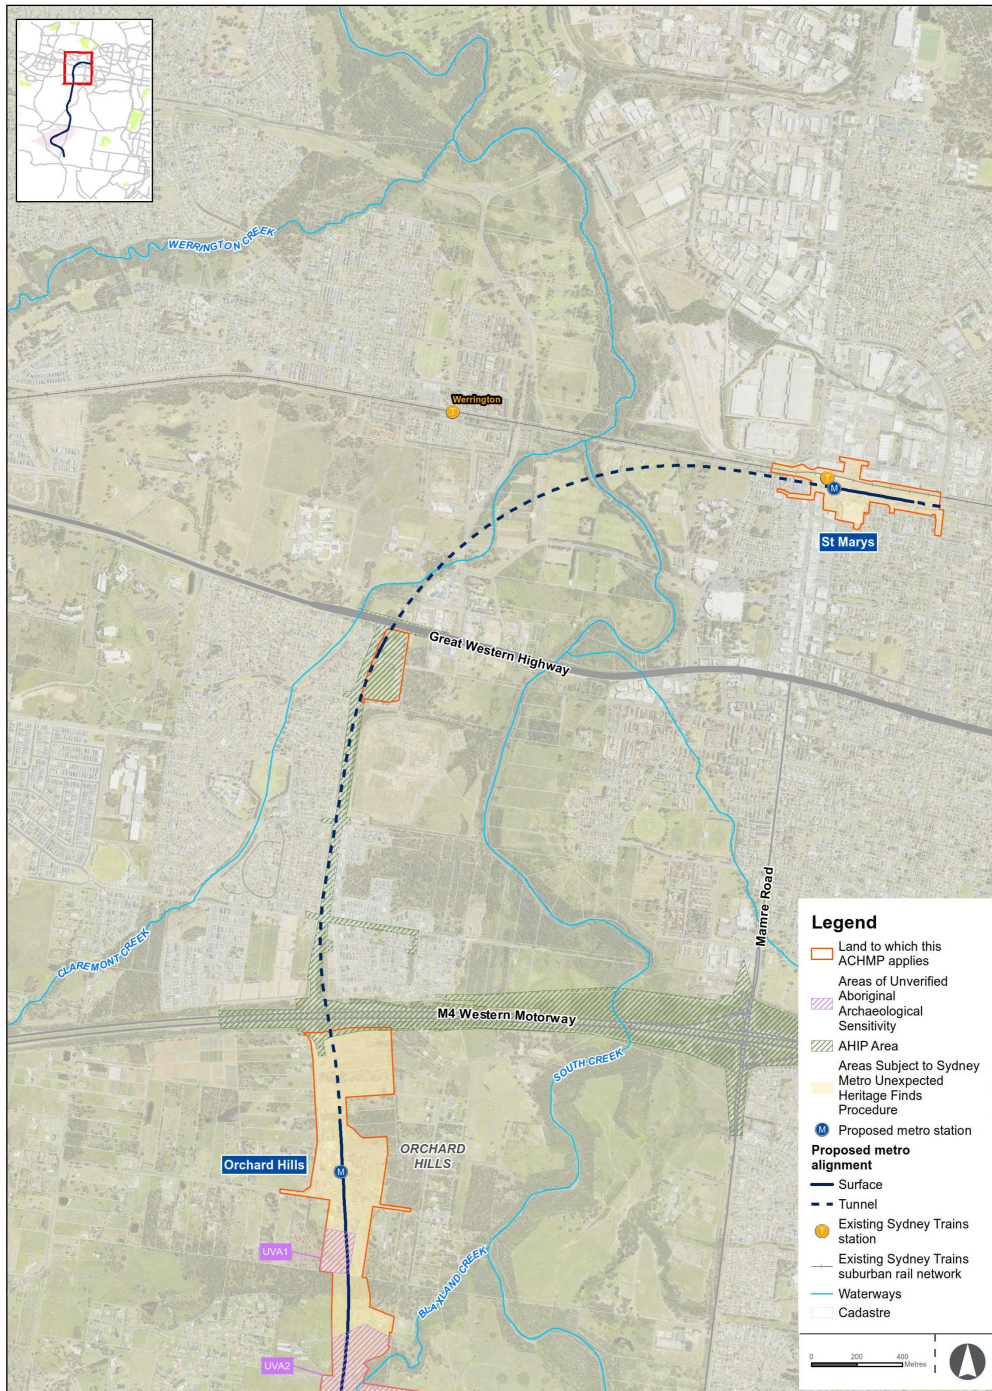 WERRINGTON CREEK
Werrington
T
T
M
St Marys
Great Western Highway
Mamre Road
CLAREMONT CREEK
M4 Western Motorway
SOUTH CREEK
ORCHARD
HILLS
Orchard Hills
M
UVA1
BLAXLAND CREEK
UVA2
Legend
Land to which this
ACHMP applies
Areas of Unverified
Aboriginal
Archaeological
Sensitivity
AHIP Area
Areas Subject to Sydney
Metro Unexpected
Heritage Finds
Procedure
M
Proposed metro station
Proposed metro
alignment
Surface
Tunnel
T
Existing Sydney Trains
station
Existing Sydney Trains
suburban rail network
Waterways
Cadastre
0 200 400
Metres